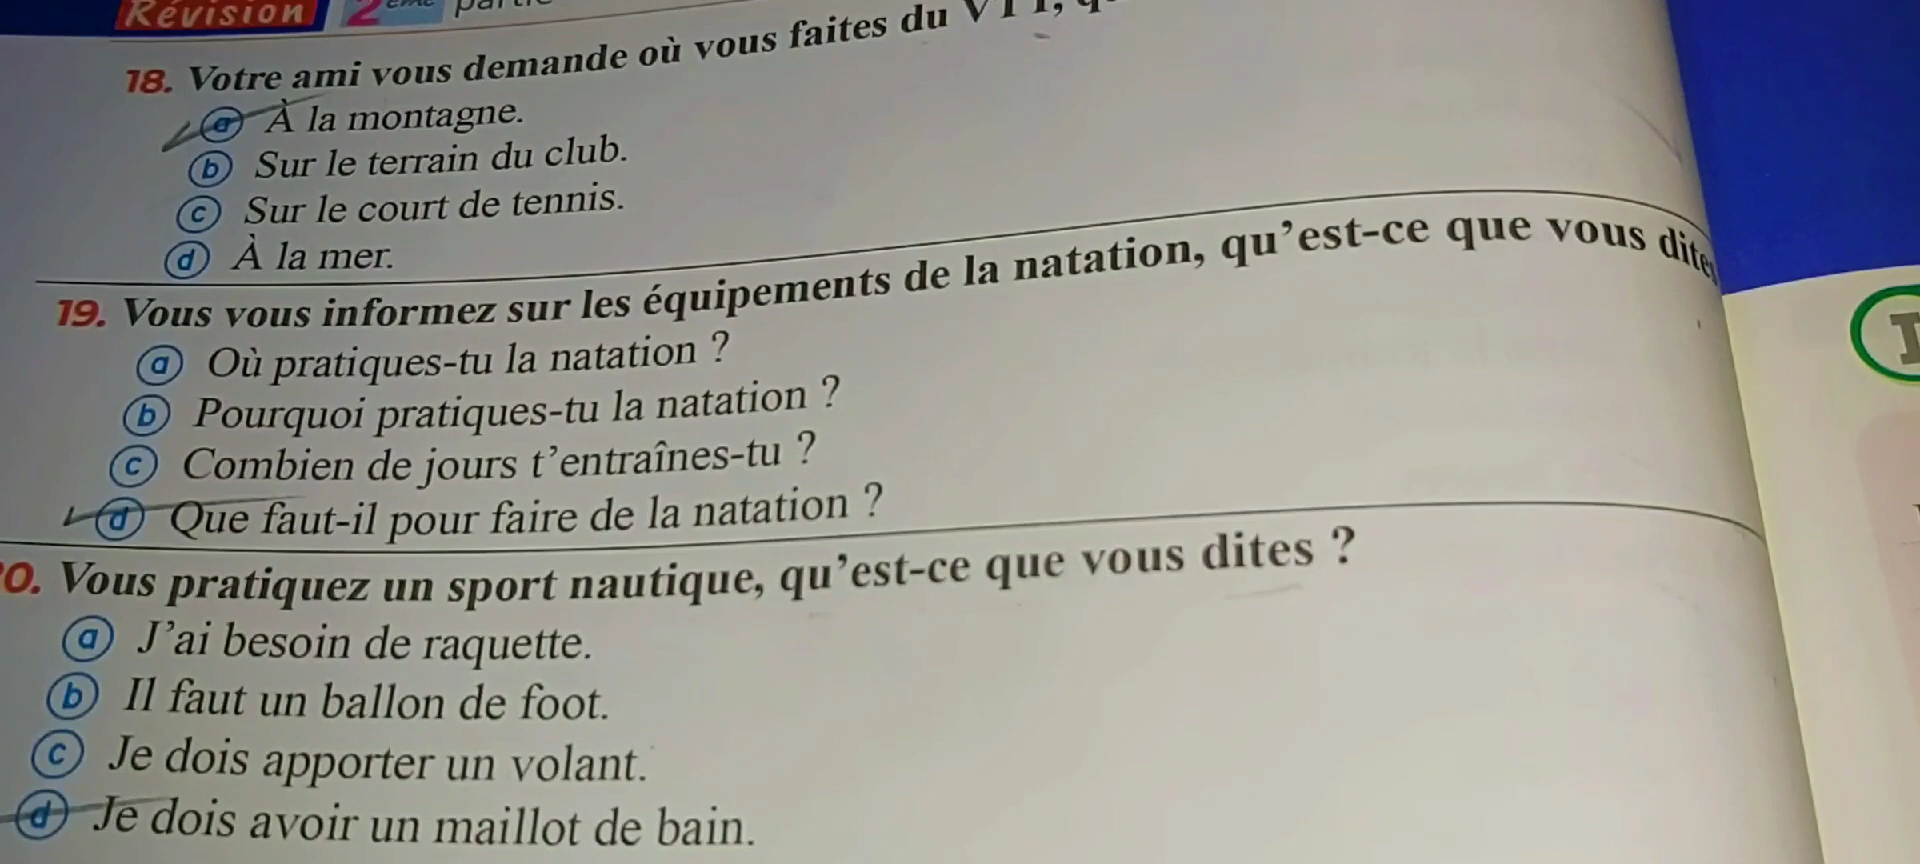 Révision 2ème partie
18. Votre ami vous demande où vous faites du VTT,
a À la montagne.
b Sur le terrain du club.
c Sur le court de tennis.
d À la mer.
19. Vous vous informez sur les équipements de la natation, qu'est-ce que vous dites
a Où pratiques-tu la natation ?
b Pourquoi pratiques-tu la natation ?
c Combien de jours t'entraînes-tu ?
d Que faut-il pour faire de la natation ?
0. Vous pratiquez un sport nautique, qu'est-ce que vous dites ?
a J'ai besoin de raquette.
b Il faut un ballon de foot.
c Je dois apporter un volant.
d Je dois avoir un maillot de bain.